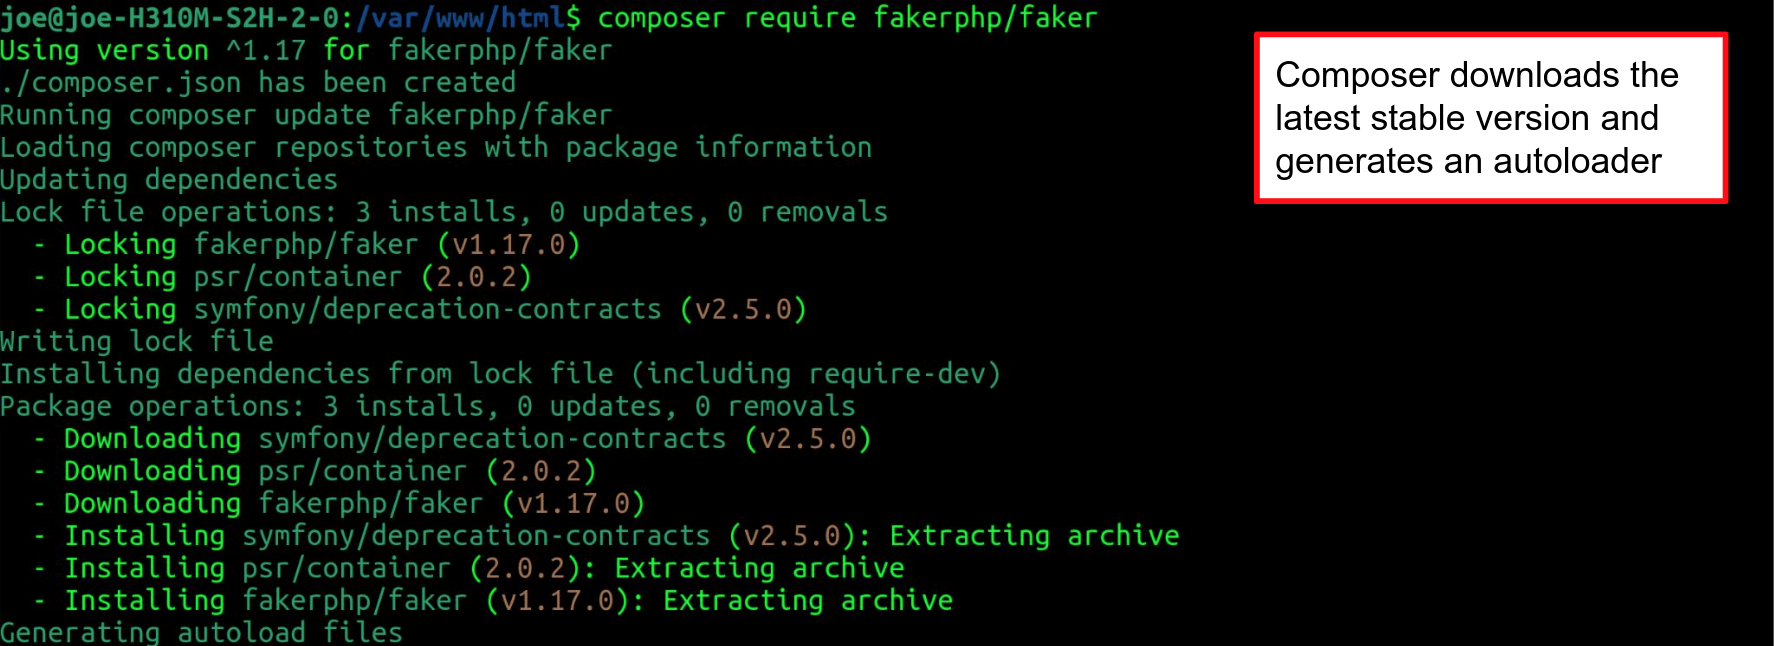 joe@joe-H310M-S2H-2-0:/var/www/html$ composer require fakerphp/faker
Using version ^1.17 for fakerphp/faker
./composer.json has been created
Running composer update fakerphp/faker
Loading composer repositories with package information
Updating dependencies
Lock file operations: 3 installs, 0 updates, 0 removals
  - Locking fakerphp/faker (v1.17.0)
  - Locking psr/container (2.0.2)
  - Locking symfony/deprecation-contracts (v2.5.0)
Writing lock file
Installing dependencies from lock file (including require-dev)
Package operations: 3 installs, 0 updates, 0 removals
  - Downloading symfony/deprecation-contracts (v2.5.0)
  - Downloading psr/container (2.0.2)
  - Downloading fakerphp/faker (v1.17.0)
  - Installing symfony/deprecation-contracts (v2.5.0): Extracting archive
  - Installing psr/container (2.0.2): Extracting archive
  - Installing fakerphp/faker (v1.17.0): Extracting archive
Generating autoload files
Composer downloads the
latest stable version and
generates an autoloader